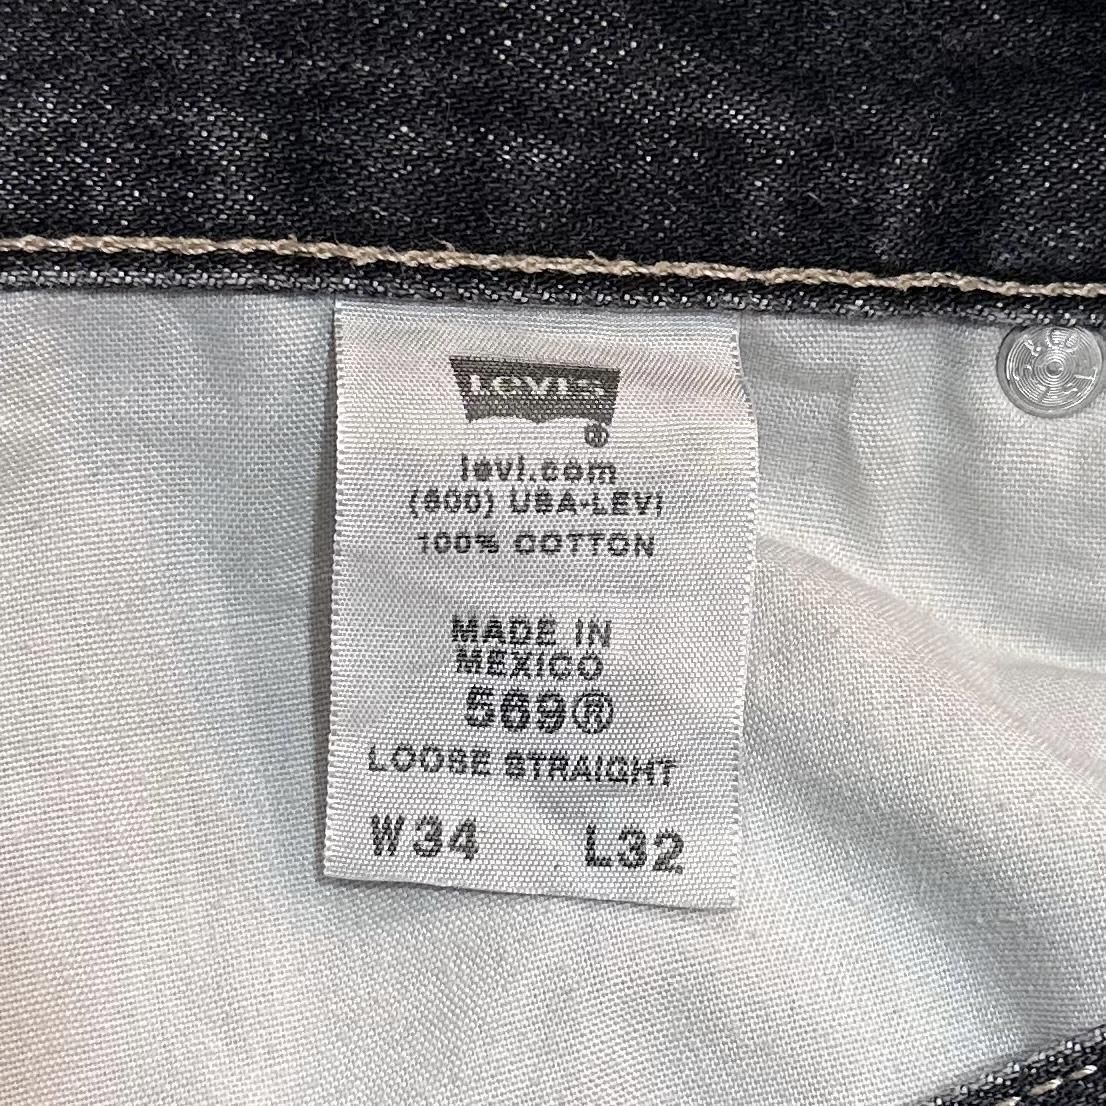 Levi's
®
levi.com
(800) USA-LEVI
100% COTTON
MADE IN
MEXICO
569®
LOOSE STRAIGHT
W34 L32